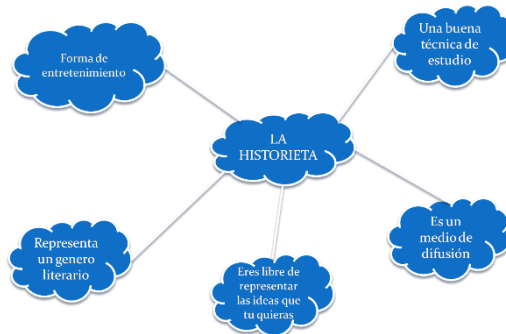 Forma de
entretenimiento
Una buena
técnica de
estudio
LA
HISTORIETA
Representa
un genero
literario
Eres libre de
representar
las ideas que
tu quieras
Es un
medio de
difusión